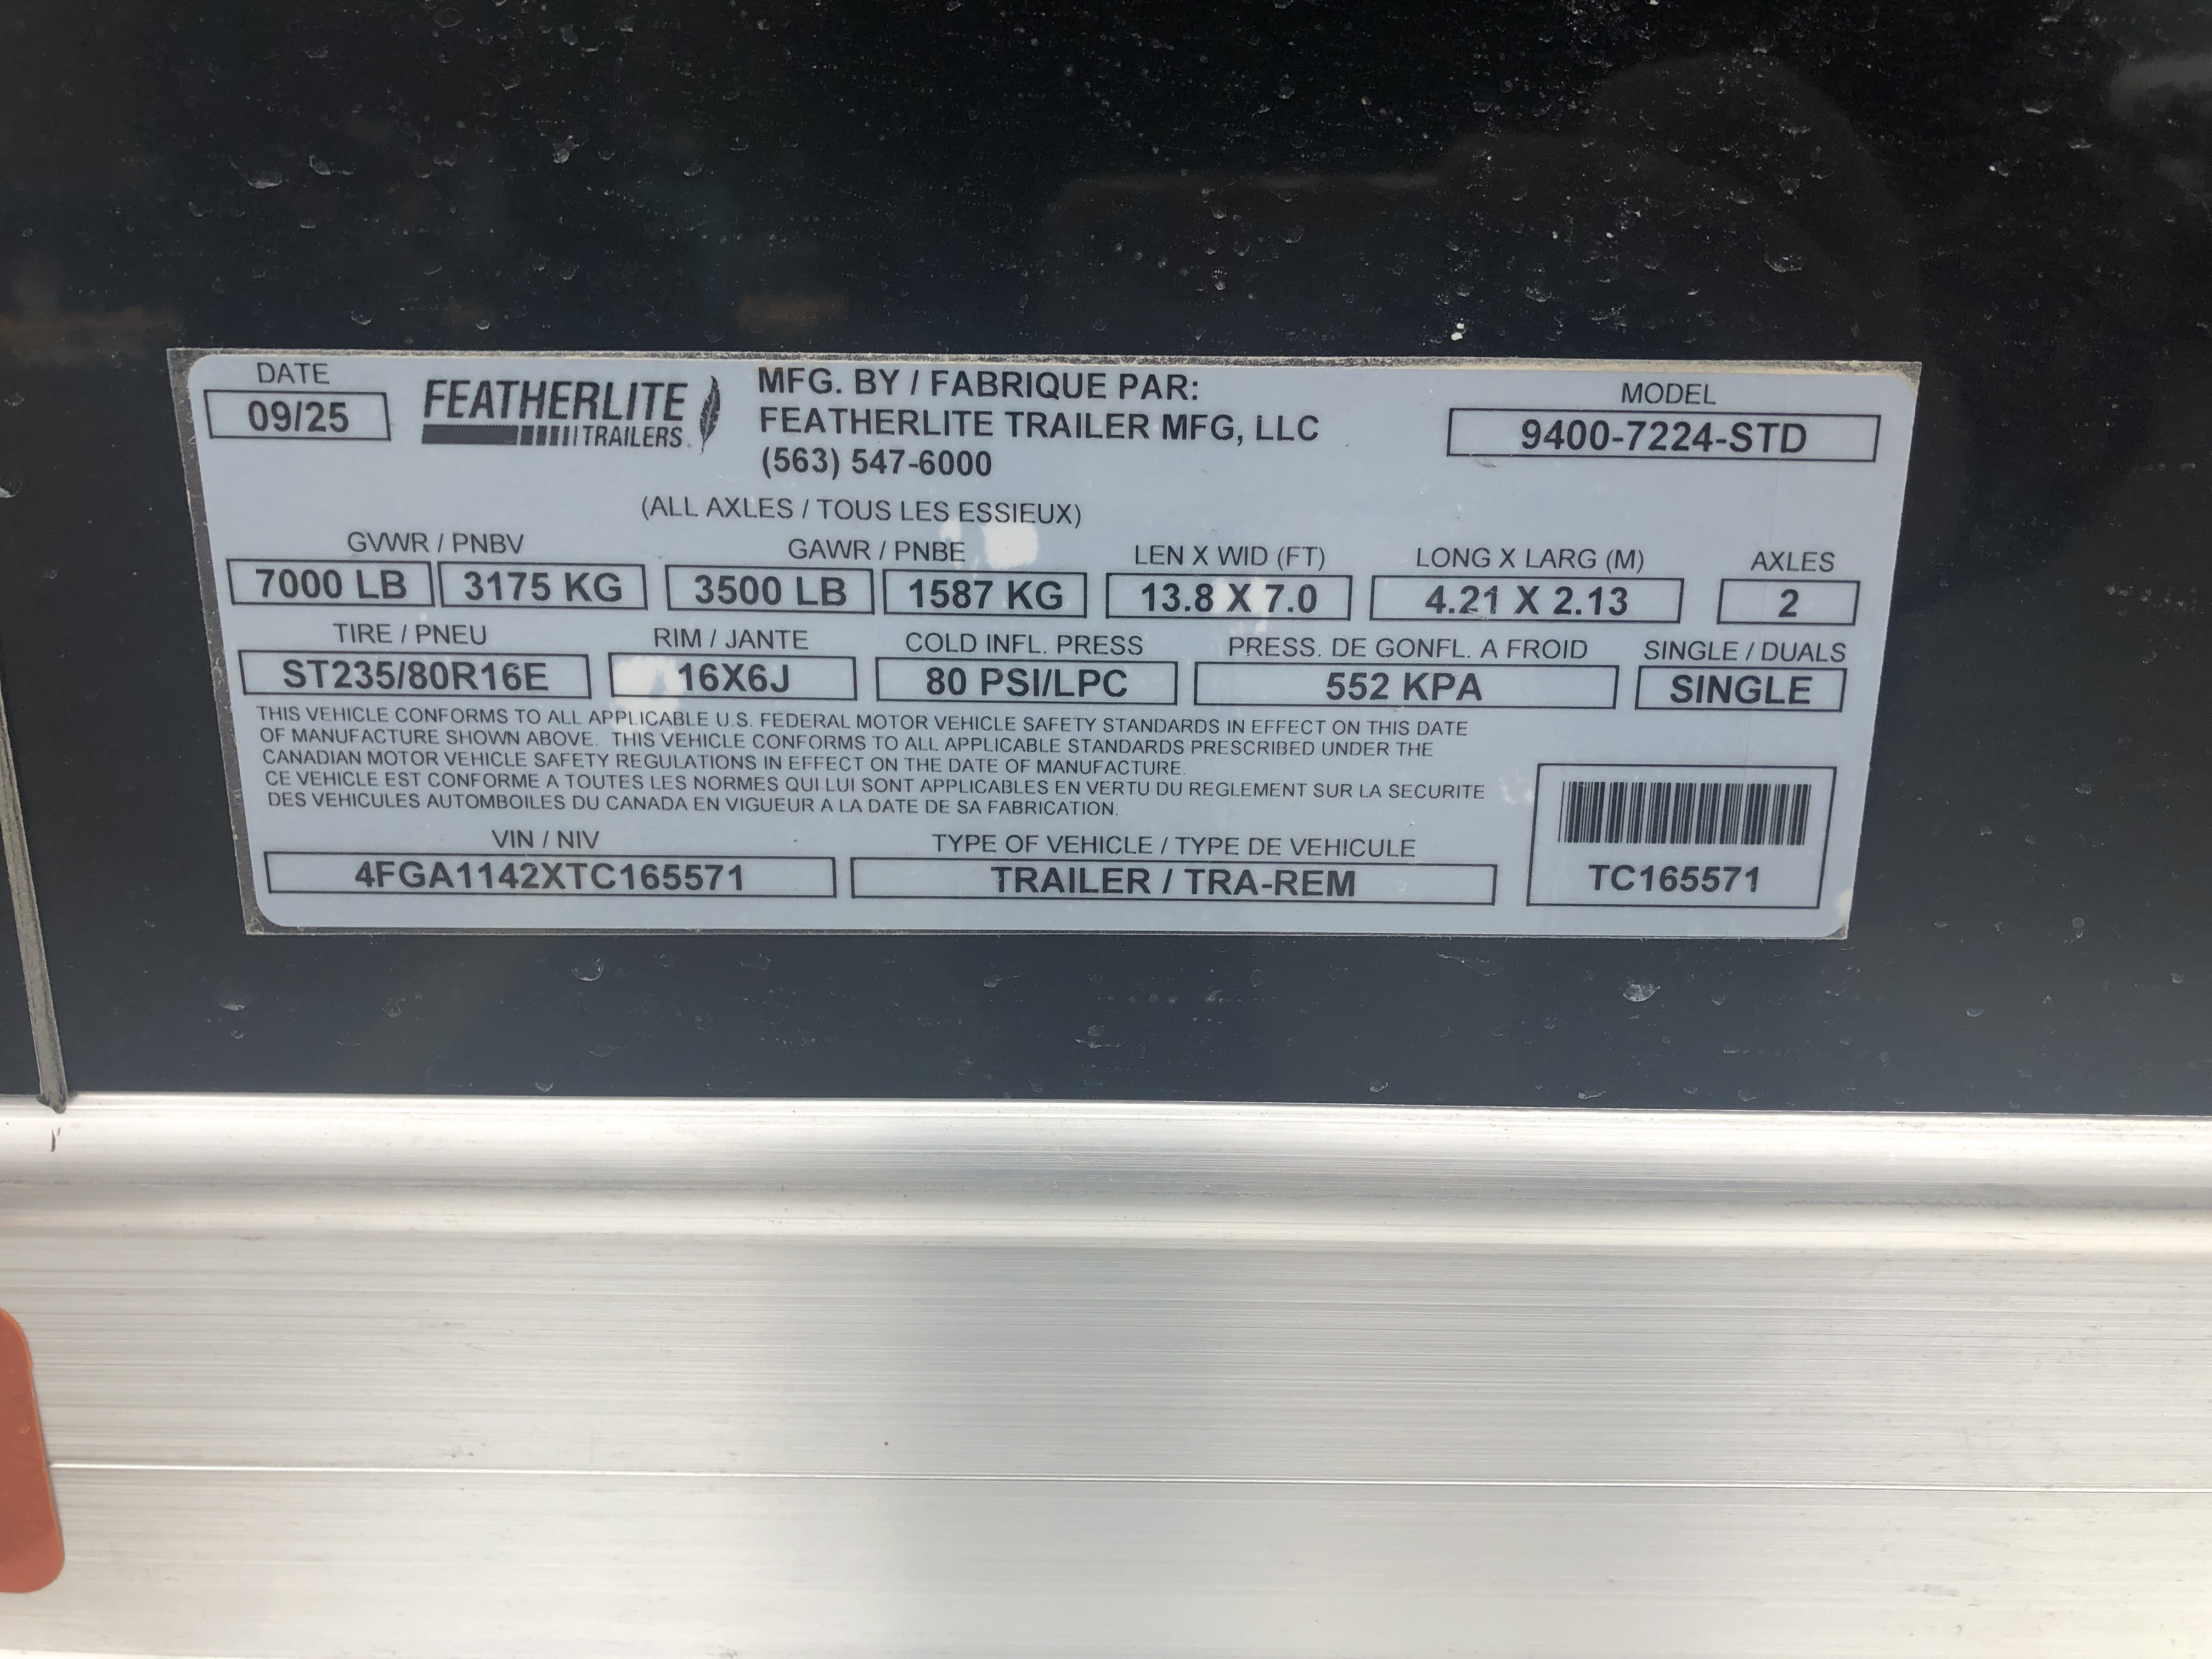 DATE
09/25
FEATHERLITE
TRAILERS
MFG. BY / FABRIQUE PAR:
FEATHERLITE TRAILER MFG, LLC
(563) 547-6000
MODEL
9400-7224-STD
(ALL AXLES / TOUS LES ESSIEUX)
GVWR / PNBV
7000 LB 3175 KG
GAWR / PNBE
3500 LB 1587 KG
LEN X WID (FT)
13.8 X 7.0
LONG X LARG (M)
4.21 X 2.13
AXLES
2
TIRE / PNEU
ST235/80R16E
RIM / JANTE
16X6J
COLD INFL. PRESS
80 PSI/LPC
PRESS. DE GONFL. A FROID
552 KPA
SINGLE / DUALS
SINGLE
THIS VEHICLE CONFORMS TO ALL APPLICABLE U.S. FEDERAL MOTOR VEHICLE SAFETY STANDARDS IN EFFECT ON THIS DATE
OF MANUFACTURE SHOWN ABOVE. THIS VEHICLE CONFORMS TO ALL APPLICABLE STANDARDS PRESCRIBED UNDER THE
CANADIAN MOTOR VEHICLE SAFETY REGULATIONS IN EFFECT ON THE DATE OF MANUFACTURE.
CE VEHICLE EST CONFORME A TOUTES LES NORMES QUI LUI SONT APPLICABLES EN VERTU DU REGLEMENT SUR LA SECURITE
DES VEHICULES AUTOMBOILES DU CANADA EN VIGUEUR A LA DATE DE SA FABRICATION.
VIN / NIV
4FGA1142XTC165571
TYPE OF VEHICLE / TYPE DE VEHICULE
TRAILER / TRA-REM
TC165571